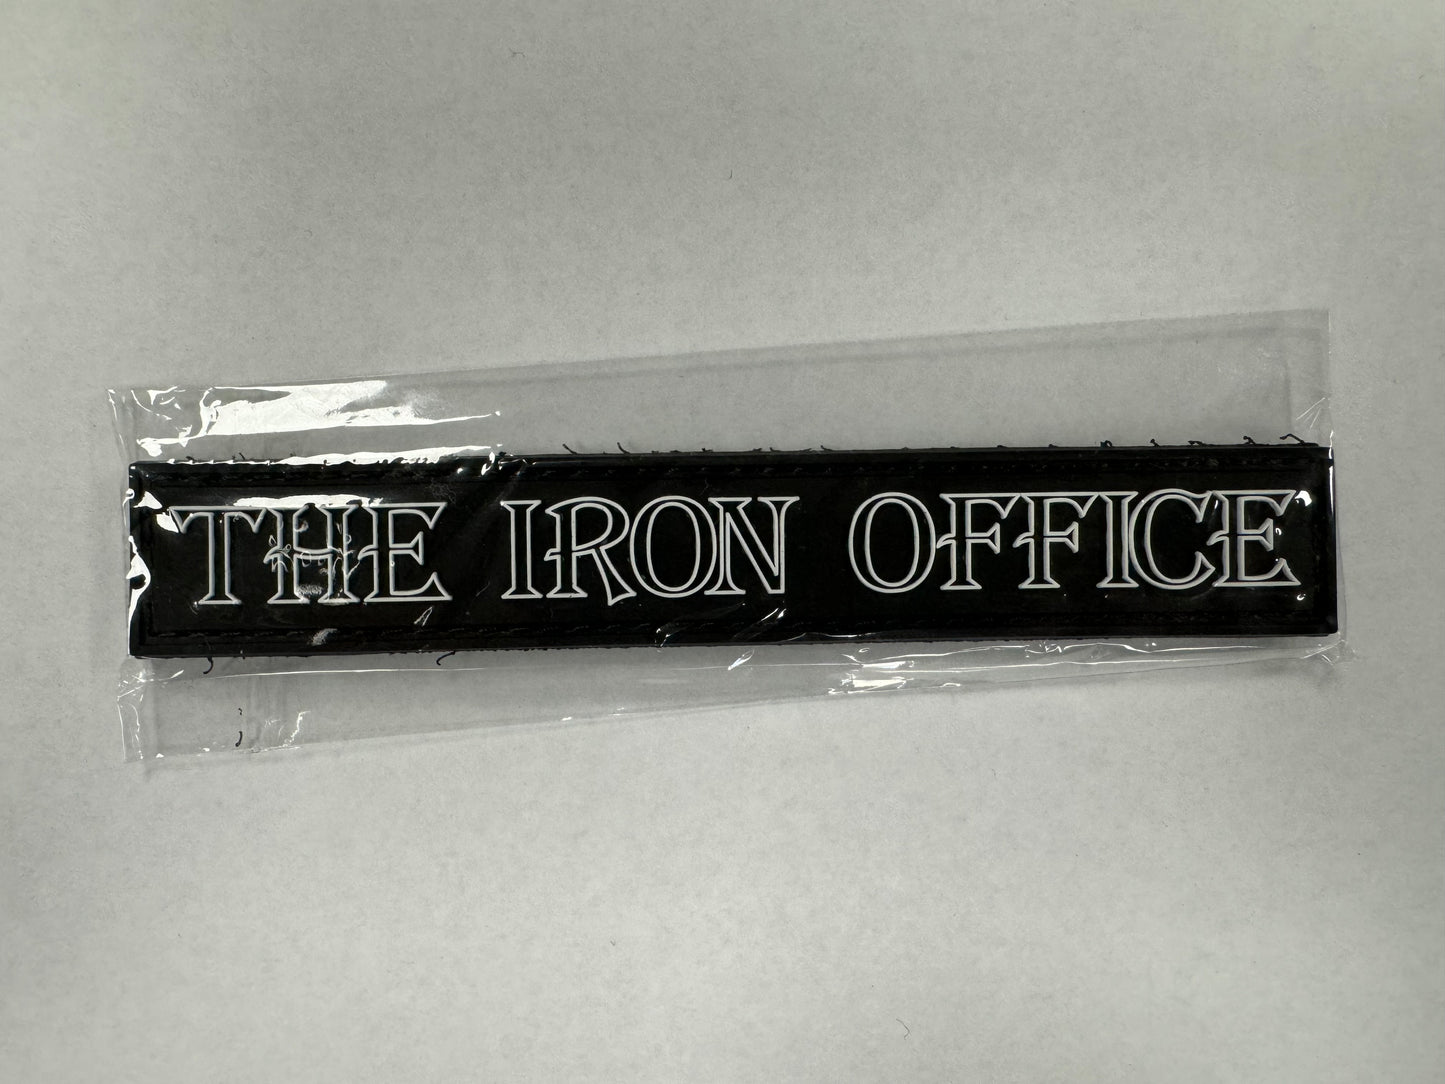 THE IRON OFFICE